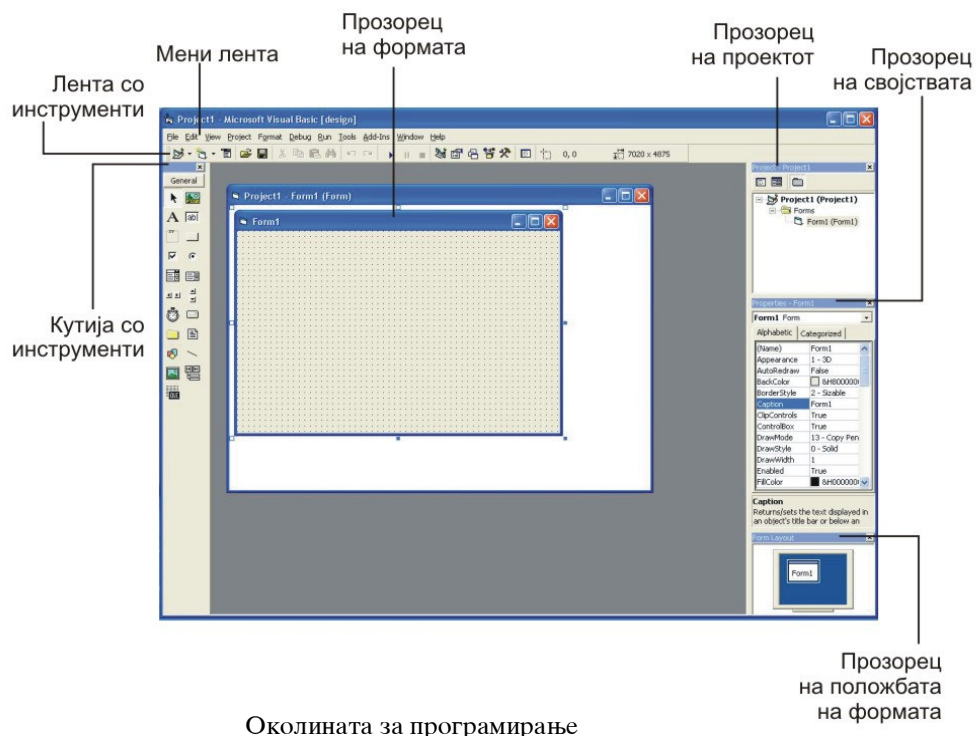 Прозорец
на формата
Мени лента
Лента со
инструменти
Прозорец
на проектот
Прозорец
на својствата
Project1 - Microsoft Visual Basic [design]
File Edit View Project Format Debug Run Tools Add-Ins Window Help
0, 0 7020 x 4875
General
Project1 - Form1 (Form)
Form1
Project - Project1
Project1 (Project1)
Forms
Form1 (Form1)
Кутија со
инструменти
Properties - Form1
Form1 Form
Alphabetic Categorized
(Name) Form1
Appearance 1 - 3D
AutoRedraw False
BackColor &H800000
BorderStyle 2 - Sizable
Caption Form1
ClipControls True
ControlBox True
DrawMode 13 - Copy Pen
DrawStyle 0 - Solid
DrawWidth 1
Enabled True
FillColor &H000000
Caption
Returns/sets the text displayed in
an object's title bar or below an
Form Layout
Form1
Прозорец
на положбата
на формата
Околината за програмирање